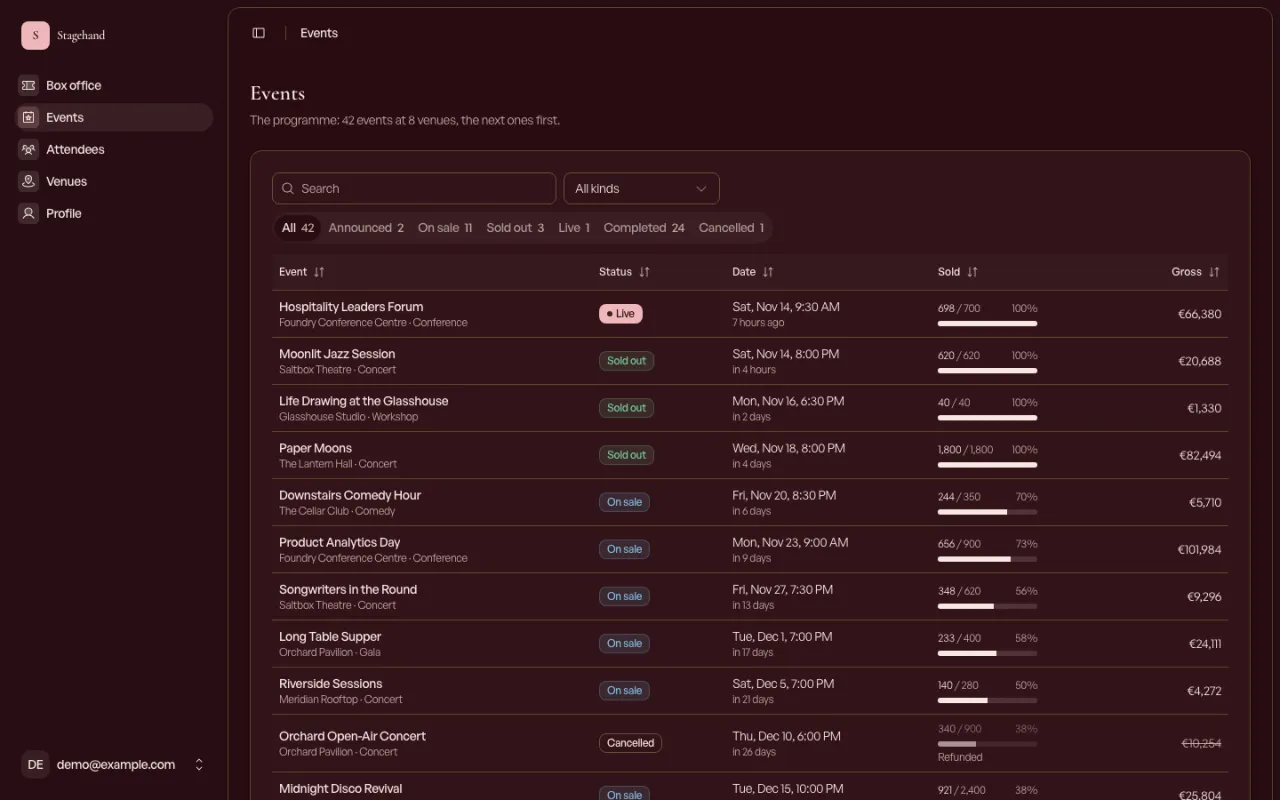 S Stagehand
Box office
Events
Attendees
Venues
Profile
DE demo@example.com
Events
Events
The programme: 42 events at 8 venues, the next ones first.
Search
All kinds
All 42 Announced 2 On sale 11 Sold out 3 Live 1 Completed 24 Cancelled 1
Event Status Date Sold Gross
Hospitality Leaders Forum
Foundry Conference Centre · Conference
Live
Sat, Nov 14, 9:30 AM
7 hours ago
698 / 700 100%
€66,380
Moonlit Jazz Session
Saltbox Theatre · Concert
Sold out
Sat, Nov 14, 8:00 PM
in 4 hours
620 / 620 100%
€20,688
Life Drawing at the Glasshouse
Glasshouse Studio · Workshop
Sold out
Mon, Nov 16, 6:30 PM
in 2 days
40 / 40 100%
€1,330
Paper Moons
The Lantern Hall · Concert
Sold out
Wed, Nov 18, 8:00 PM
in 4 days
1,800 / 1,800 100%
€82,494
Downstairs Comedy Hour
The Cellar Club · Comedy
On sale
Fri, Nov 20, 8:30 PM
in 6 days
244 / 350 70%
€5,710
Product Analytics Day
Foundry Conference Centre · Conference
On sale
Mon, Nov 23, 9:00 AM
in 9 days
656 / 900 73%
€101,984
Songwriters in the Round
Saltbox Theatre · Concert
On sale
Fri, Nov 27, 7:30 PM
in 13 days
348 / 620 56%
€9,296
Long Table Supper
Orchard Pavilion · Gala
On sale
Tue, Dec 1, 7:00 PM
in 17 days
233 / 400 58%
€24,111
Riverside Sessions
Meridian Rooftop · Concert
On sale
Sat, Dec 5, 7:00 PM
in 21 days
140 / 280 50%
€4,272
Orchard Open-Air Concert
Orchard Pavilion · Concert
Cancelled
Thu, Dec 10, 6:00 PM
in 26 days
340 / 900 38%
Refunded
€10,254
Midnight Disco Revival
On sale
Tue, Dec 15, 10:00 PM
921 / 2,400 38%
€25,804